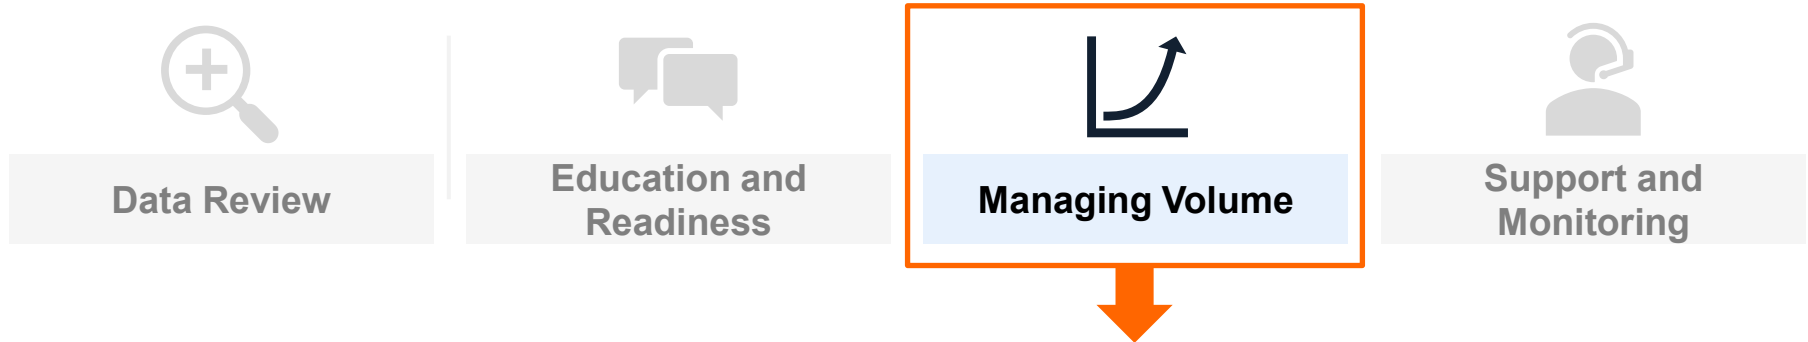 Data Review
Education and
Readiness
Managing Volume
Support and
Monitoring